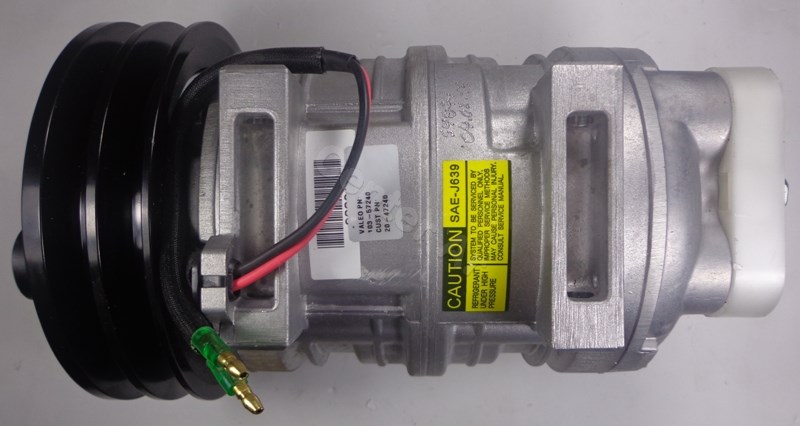 VALEO PN
103-57240
CUST PN
20-47240
CAUTION SAE-J639
SYSTEM TO BE SERVICED BY
QUALIFIED PERSONNEL ONLY.
IMPROPER SERVICE METHODS
MAY CAUSE PERSONAL INJURY.
CONSULT SERVICE MANUAL.
REFRIGERANT
UNDER HIGH
PRESSURE